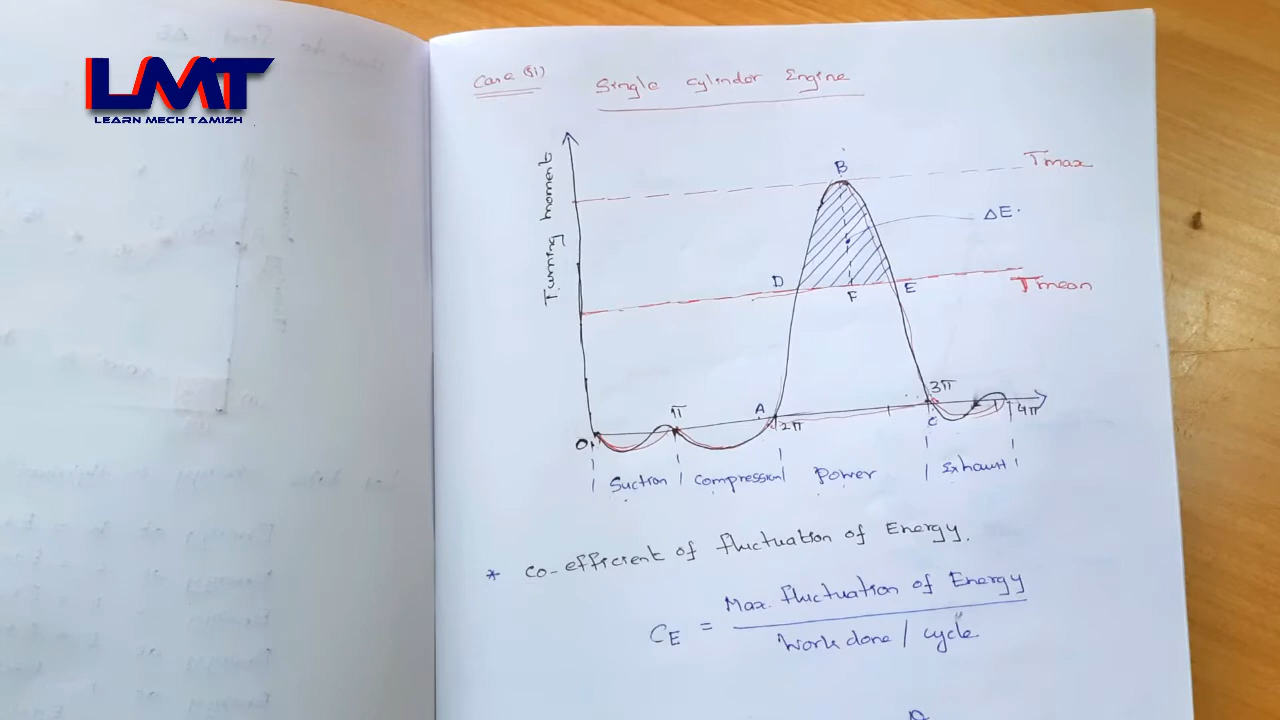 LMT
LEARN MECH TAMIZH
Case (ii) Single Cylinder Engine
Turning moment
Tmax
B
ΔE.
D
F
E
Tmean
O
π
A
2π
3π
C
4π
Suction
Compression
Power
Exhaust
* Co-efficient of fluctuation of Energy.
CE = Max. fluctuation of Energy
Work done / cycle